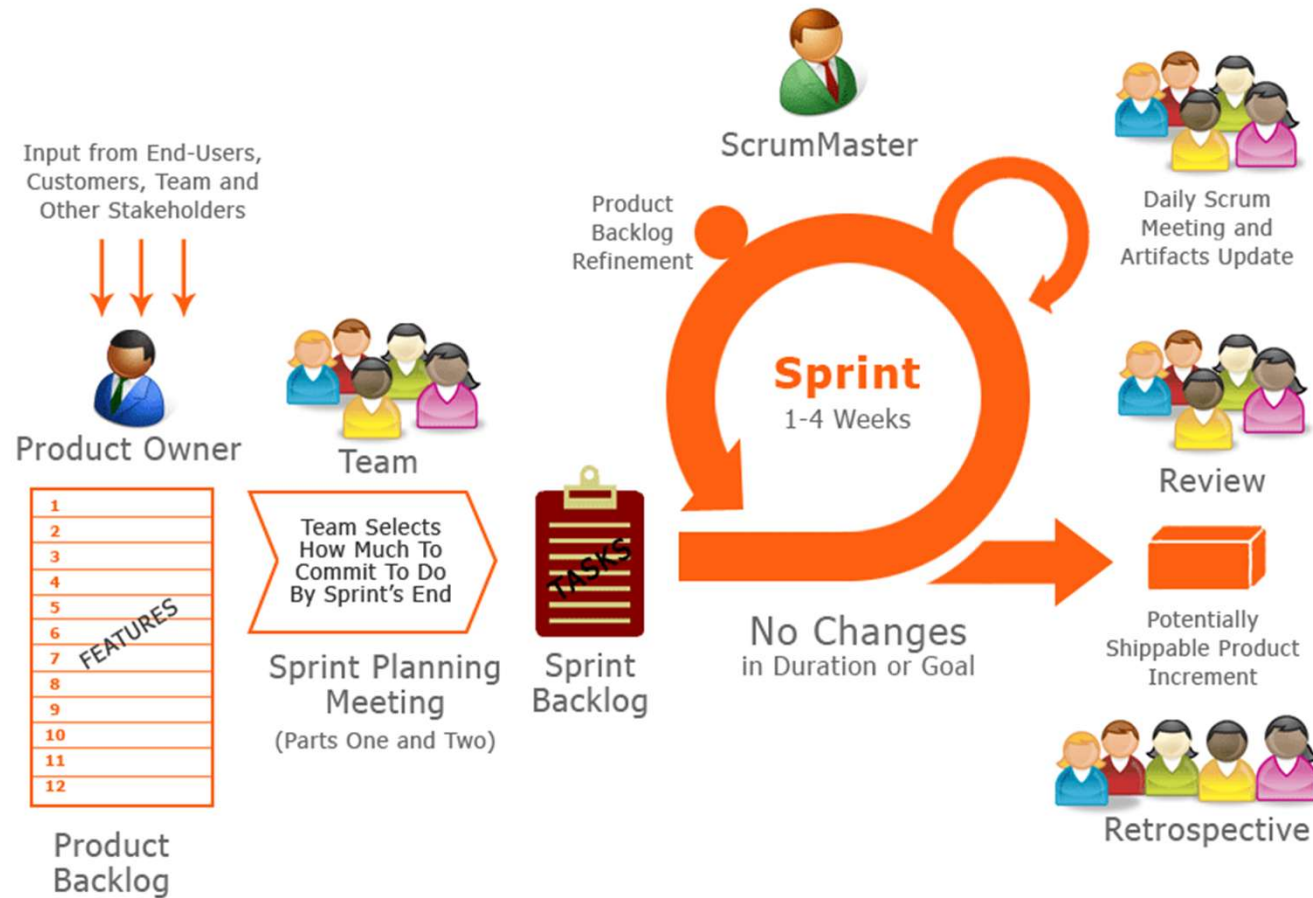 Input from End-Users,
Customers, Team and
Other Stakeholders
Product Owner
1
2
3
4
5
6
7
8
9
10
11
12
FEATURES
Product
Backlog
Team
Team Selects
How Much To
Commit To Do
By Sprint's End
Sprint Planning
Meeting
(Parts One and Two)
TASKS
Sprint
Backlog
ScrumMaster
Product
Backlog
Refinement
Sprint
1-4 Weeks
No Changes
in Duration or Goal
Daily Scrum
Meeting and
Artifacts Update
Review
Potentially
Shippable Product
Increment
Retrospective